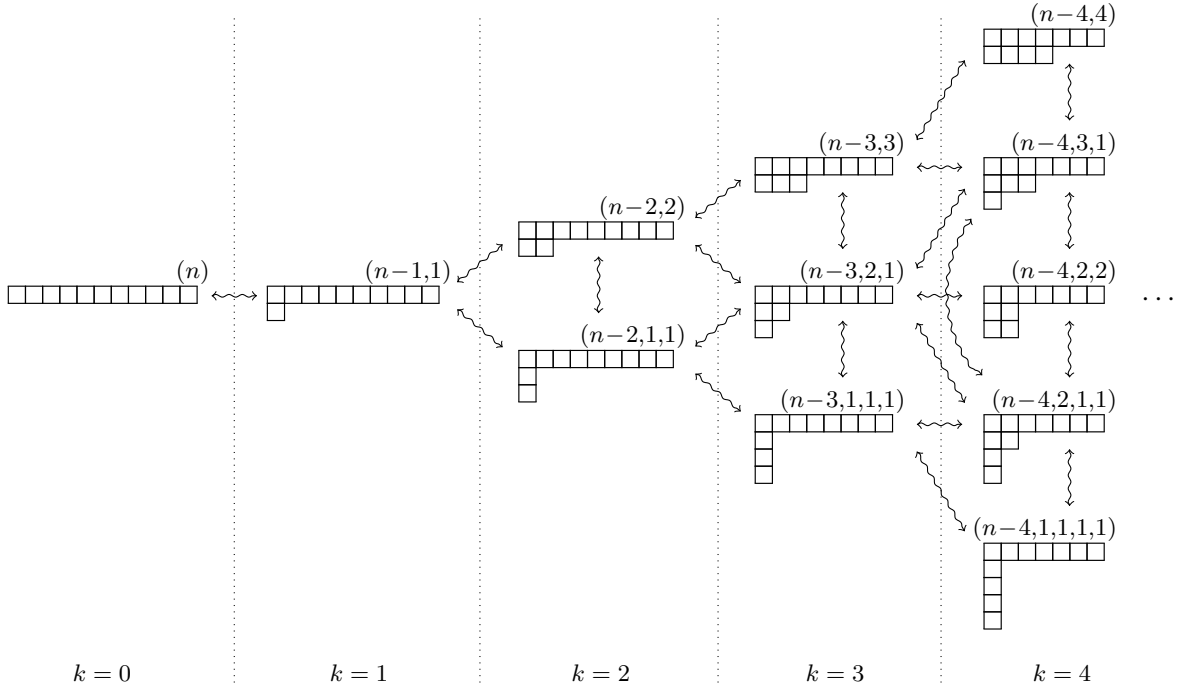 (n−4,4)
(n−3,3)
(n−4,3,1)
(n−2,2)
(n)
(n−1,1)
(n−3,2,1)
(n−4,2,2)
···
(n−2,1,1)
(n−3,1,1,1)
(n−4,2,1,1)
(n−4,1,1,1,1)
k = 0
k = 1
k = 2
k = 3
k = 4